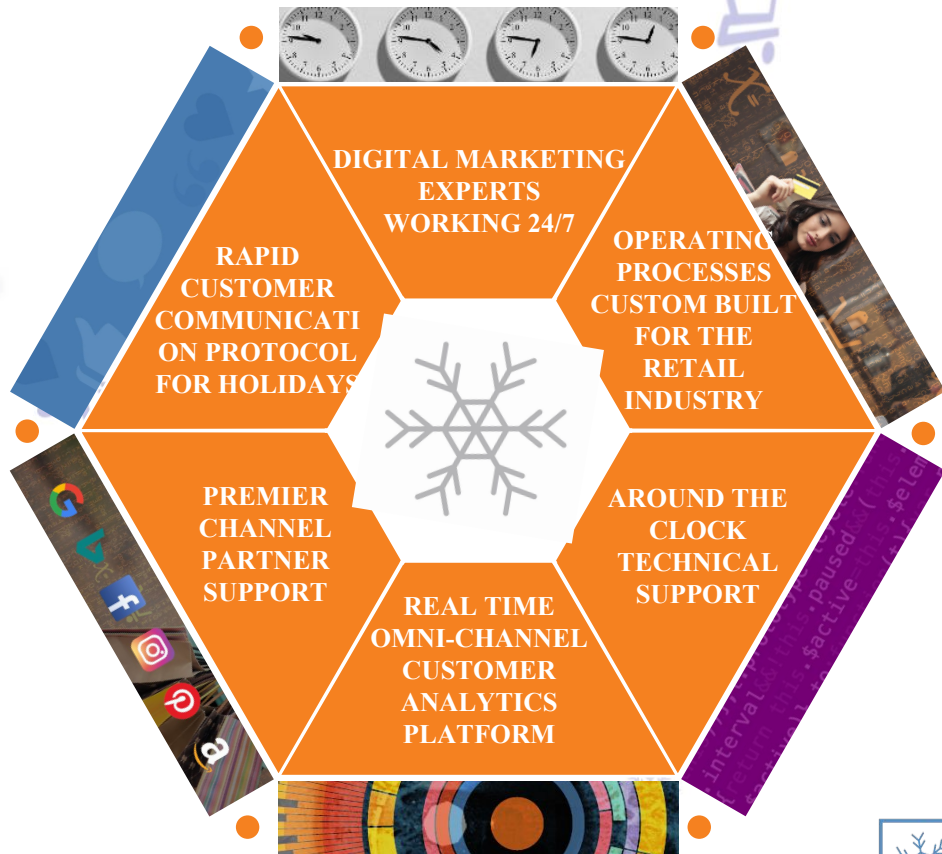 DIGITAL MARKETING
EXPERTS
WORKING 24/7
OPERATING
PROCESSES
CUSTOM BUILT
FOR THE
RETAIL
INDUSTRY
AROUND THE
CLOCK
TECHNICAL
SUPPORT
REAL TIME
OMNI-CHANNEL
CUSTOMER
ANALYTICS
PLATFORM
PREMIER
CHANNEL
PARTNER
SUPPORT
RAPID
CUSTOMER
COMMUNICATI
ON PROTOCOL
FOR HOLIDAYS